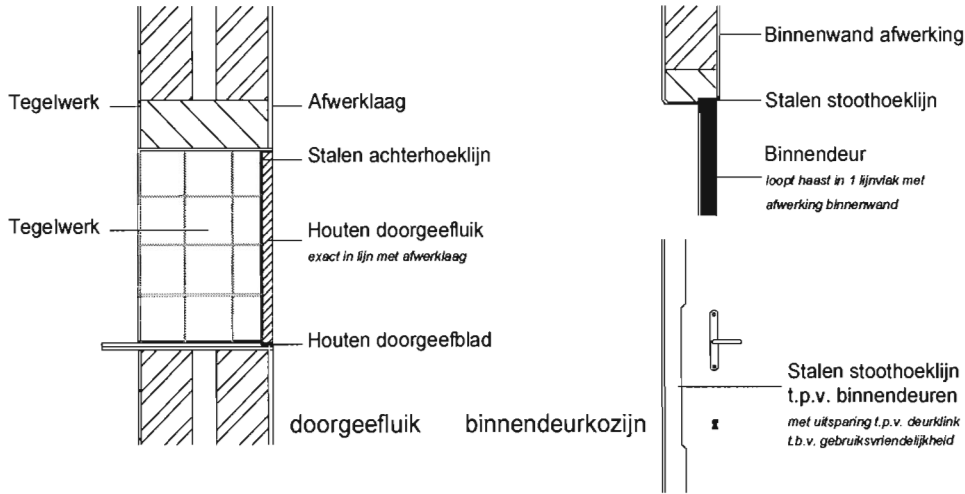 Tegelwerk
Afwerklaag
Stalen achterhoeklijn
Tegelwerk
Houten doorgeefluik
exact in lijn met afwerklaag
Houten doorgeefblad
doorgeefluik
Binnenwand afwerking
Stalen stoothoeklijn
Binnendeur
loopt haast in 1 lijnvlak met
afwerking binnenwand
binnendeurkozijn
Stalen stoothoeklijn
t.p.v. binnendeuren
met uitsparing t.p.v. deurklink
t.b.v. gebruiksvriendelijkheid